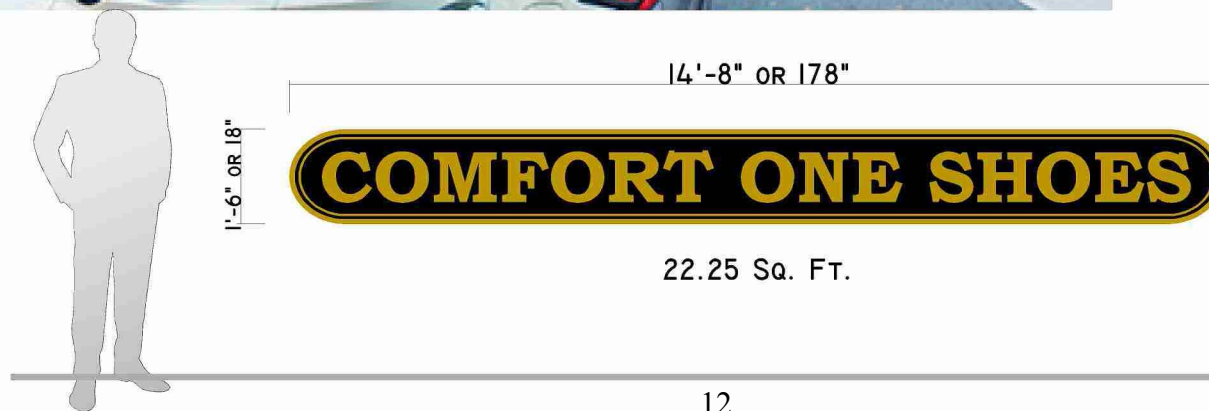 14'-8" OR 178"
1'-6" OR 18"
COMFORT ONE SHOES
22.25 SQ. FT.
12